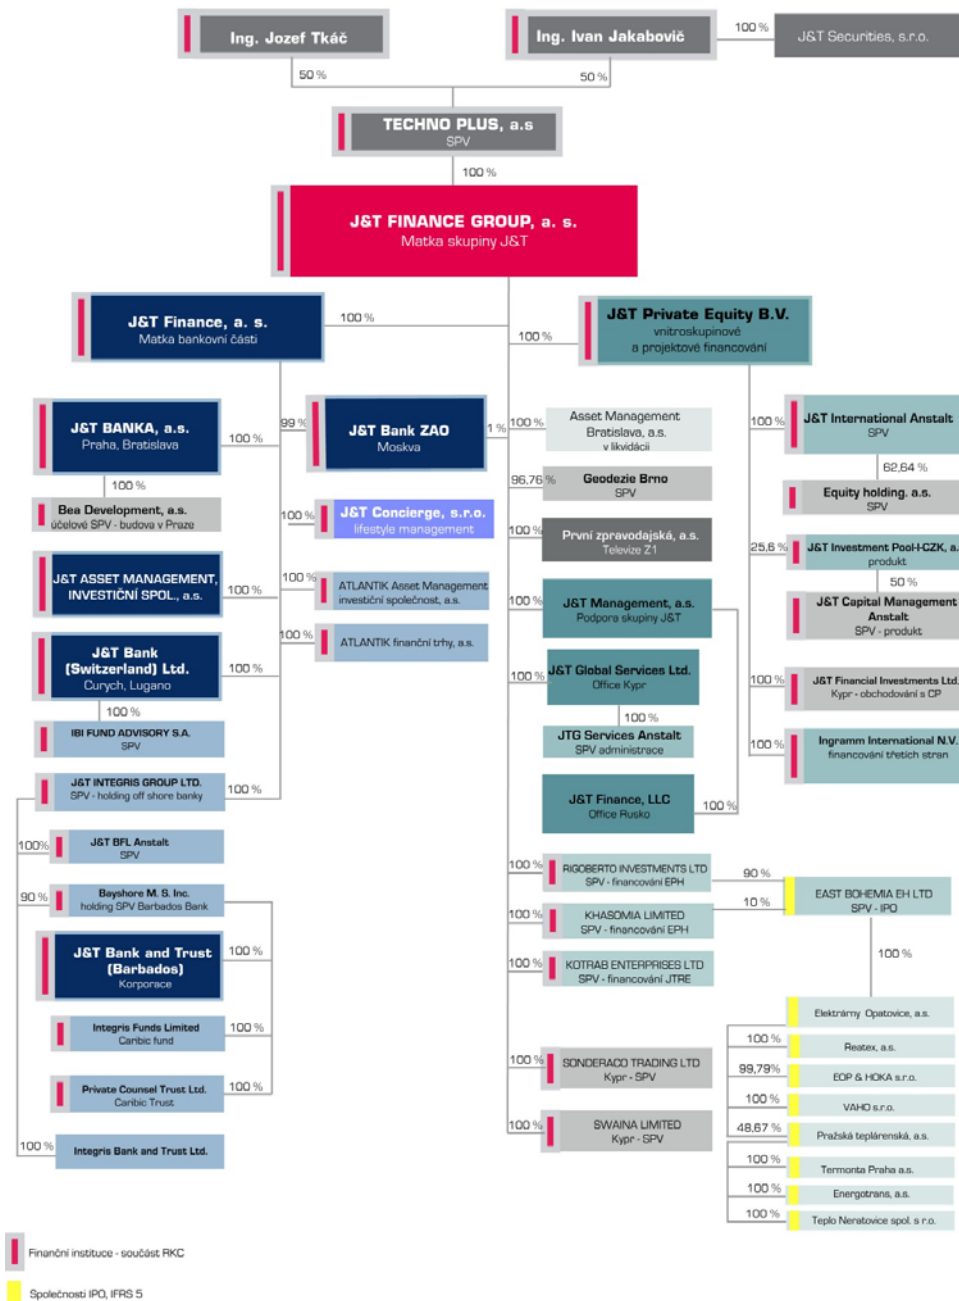 Ing. Jozef Tkáč
Ing. Ivan Jakabovič
100 %
J&T Securities, s.r.o.
50 %
50 %
TECHNO PLUS, a.s
SPV
100 %
J&T FINANCE GROUP, a. s.
Matka skupiny J&T
J&T Finance, a. s.
Matka bankovní části
100 %
100 %
J&T Private Equity B.V.
vnitroskupinové
a projektové financování
J&T BANKA, a.s.
Praha, Bratislava
100 %
99 %
J&T Bank ZAO
Moskva
1 %
100 %
Asset Management
Bratislava, a.s.
v likvidácii
100 %
J&T International Anstalt
SPV
100 %
Bea Development, a.s.
účelové SPV - budova v Praze
96,76 %
Geodezie Brno
SPV
62,64 %
Equity holding. a.s.
SPV
100 %
J&T Concierge, s.r.o.
lifestyle management
100 %
První zpravodajská, a.s.
Televize Z1
25,6 %
J&T Investment Pool-I-CZK, a.
produkt
J&T ASSET MANAGEMENT,
INVESTIČNÍ SPOL., a.s.
100 %
100 %
ATLANTIK Asset Management
investiční společnost, a.s.
100 %
J&T Management, a.s.
Podpora skupiny J&T
50 %
J&T Capital Management
Anstalt
SPV - produkt
J&T Bank
(Switzerland) Ltd.
Curych, Lugano
100 %
100 %
ATLANTIK finanční trhy, a.s.
100 %
J&T Global Services Ltd.
Office Kypr
100 %
J&T Financial Investments Ltd.
Kypr - obchodování s CP
100 %
IBI FUND ADVISORY S.A.
SPV
100 %
JTG Services Anstalt
SPV administrace
100 %
Ingramm International N.V.
financování třetích stran
J&T INTEGRIS GROUP LTD.
SPV - holding off shore banky
100 %
J&T Finance, LLC
Office Rusko
100 %
100%
J&T BFL Anstalt
SPV
100 %
RIGOBERTO INVESTMENTS LTD
SPV - financování EPH
90 %
90 %
Bayshore M. S. Inc.
holding SPV Barbados Bank
100 %
KHASOMIA LIMITED
SPV - financování EPH
10 %
EAST BOHEMIA EH LTD
SPV - IPO
J&T Bank and Trust
(Barbados)
Korporace
100 %
100 %
KOTRAB ENTERPRISES LTD
SPV - financování JTRE
100 %
Integris Funds Limited
Caribic fund
100 %
Elektrárny Opatovice, a.s.
100 %
Reatex, a.s.
Private Counsel Trust Ltd.
Caribic Trust
100 %
100 %
SONDERACO TRADING LTD
Kypr - SPV
99,79%
EOP & HOKA s.r.o.
100 %
VAHO s.r.o.
100 %
Integris Bank and Trust Ltd.
100 %
SWAINA LIMITED
Kypr - SPV
48,67 %
Pražská teplárenská, a.s.
100 %
Termonta Praha a.s.
100 %
Energotrans, a.s.
100 %
Teplo Neratovice spol. s r.o.
Finanční instituce - součást RKC
Společnosti IPO, IFRS 5